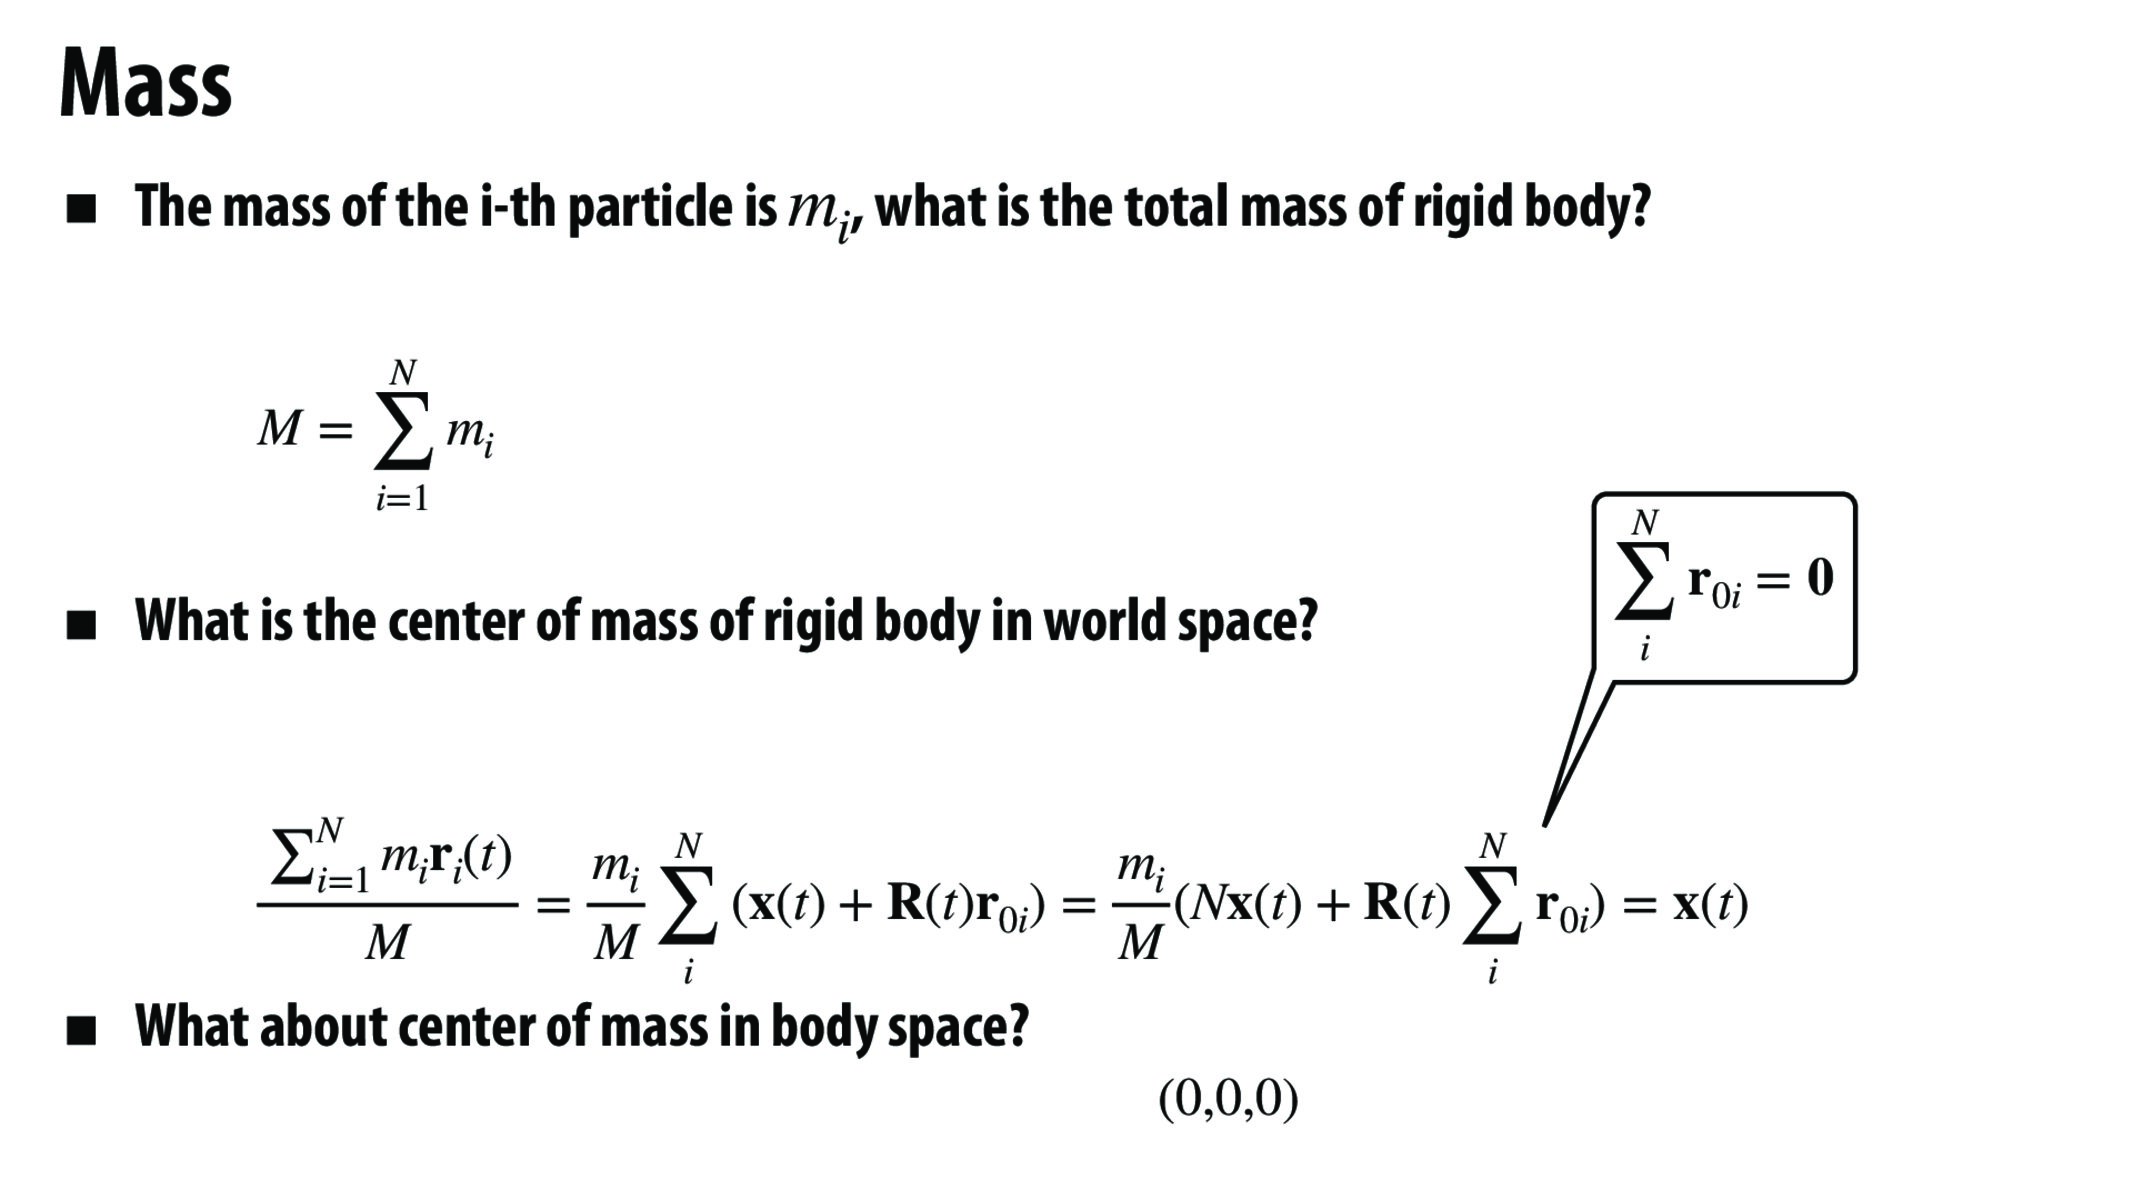 Mass
■ The mass of the i-th particle is $m_i$, what is the total mass of rigid body?
$M = \sum_{i=1}^{N} m_i$
$\sum_{i}^{N} \mathbf{r}_{0i} = \mathbf{0}$
■ What is the center of mass of rigid body in world space?
$\frac{\sum_{i=1}^{N} m_i \mathbf{r}_i(t)}{M} = \frac{m_i}{M} \sum_{i}^{N} (\mathbf{x}(t) + \mathbf{R}(t)\mathbf{r}_{0i}) = \frac{m_i}{M} (N\mathbf{x}(t) + \mathbf{R}(t) \sum_{i}^{N} \mathbf{r}_{0i}) = \mathbf{x}(t)$
■ What about center of mass in body space?
(0,0,0)